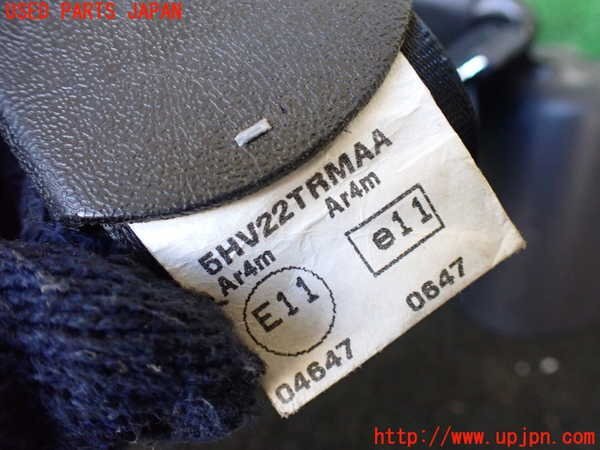 USED PARTS JAPAN
5HV22TRMAA
Ar4m
Ar4m
E11
e11
04647
0647
http://www.upjpn.com